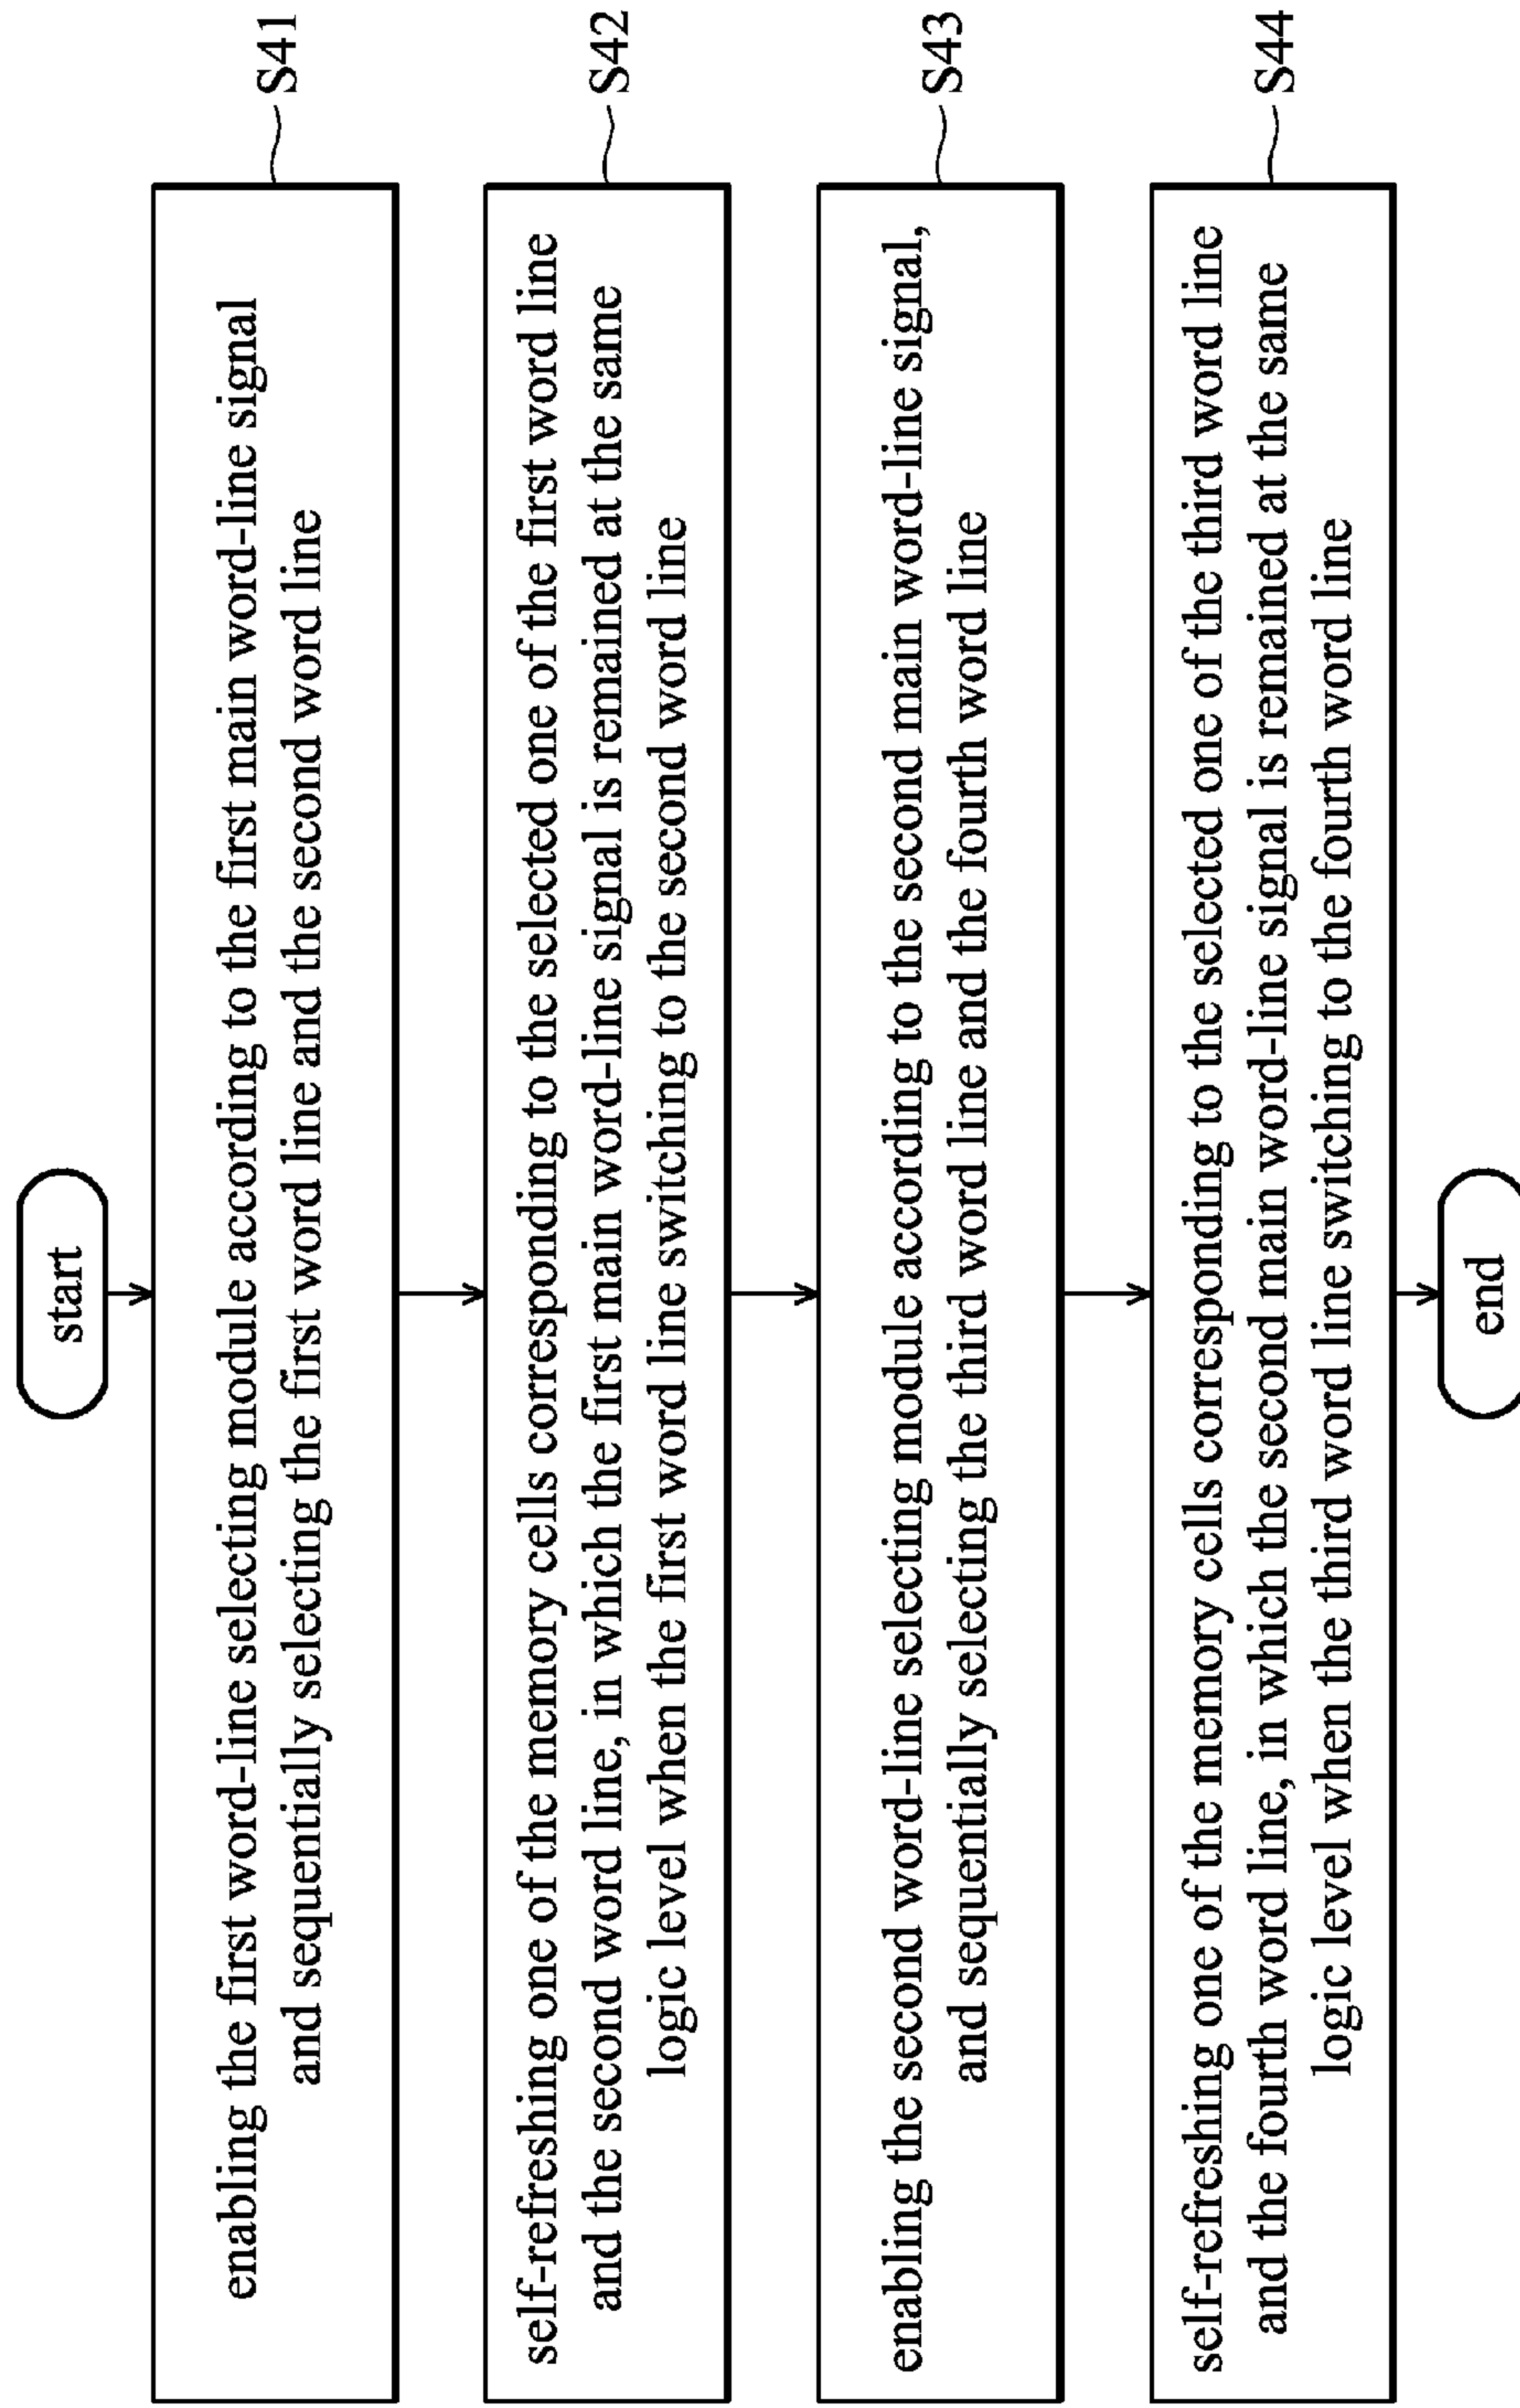 start
enabling the first word-line selecting module according to the first main word-line signal
and sequentially selecting the first word line and the second word line
S41
self-refreshing one of the memory cells corresponding to the selected one of the first word line
and the second word line, in which the first main word-line signal is remained at the same
logic level when the first word line switching to the second word line
S42
enabling the second word-line selecting module according to the second main word-line signal,
and sequentially selecting the third word line and the fourth word line
S43
self-refreshing one of the memory cells corresponding to the selected one of the third word line
and the fourth word line, in which the second main word-line signal is remained at the same
logic level when the third word line switching to the fourth word line
S44
end